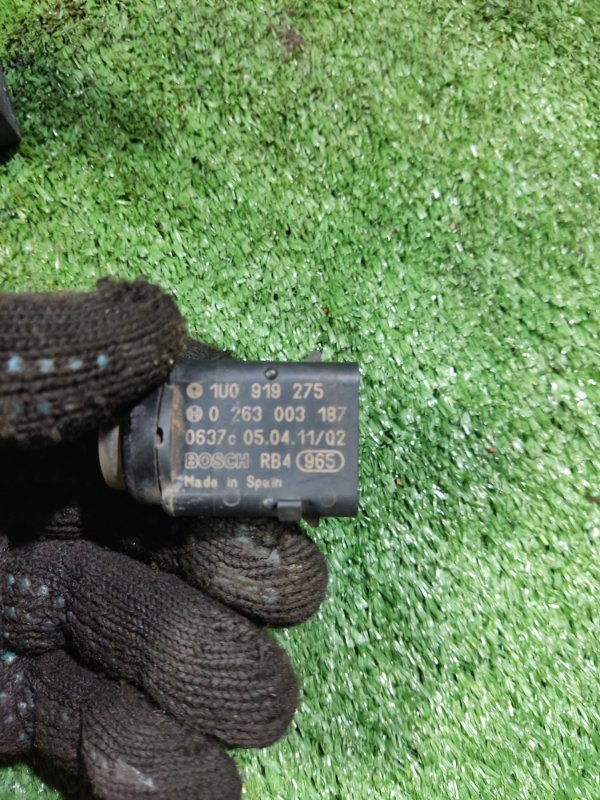 1U0 919 275
0 263 003 187
0637c 05.04.11/02
BOSCH RB4 965
Made in Spain